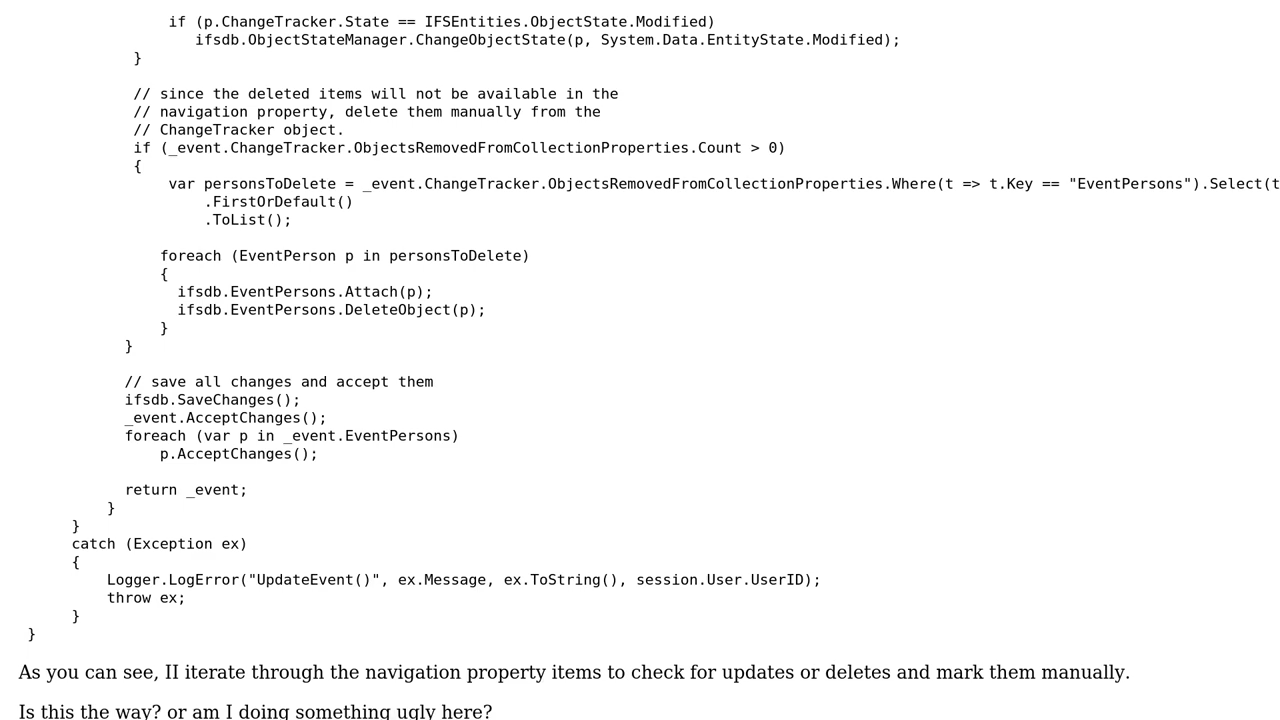 if (p.ChangeTracker.State == IFSEntities.ObjectState.Modified)
ifsdb.ObjectStateManager.ChangeObjectState(p, System.Data.EntityState.Modified);
}
// since the deleted items will not be available in the
// navigation property, delete them manually from the
// ChangeTracker object.
if (_event.ChangeTracker.ObjectsRemovedFromCollectionProperties.Count > 0)
{
var personsToDelete = _event.ChangeTracker.ObjectsRemovedFromCollectionProperties.Where(t => t.Key == "EventPersons").Select(t
.FirstOrDefault()
.ToList();
foreach (EventPerson p in personsToDelete)
{
ifsdb.EventPersons.Attach(p);
ifsdb.EventPersons.DeleteObject(p);
}
}
// save all changes and accept them
ifsdb.SaveChanges();
_event.AcceptChanges();
foreach (var p in _event.EventPersons)
p.AcceptChanges();
return _event;
}
}
catch (Exception ex)
{
Logger.LogError("UpdateEvent()", ex.Message, ex.ToString(), session.User.UserID);
throw ex;
}
}
As you can see, II iterate through the navigation property items to check for updates or deletes and mark them manually.
Is this the way? or am I doing something ugly here?